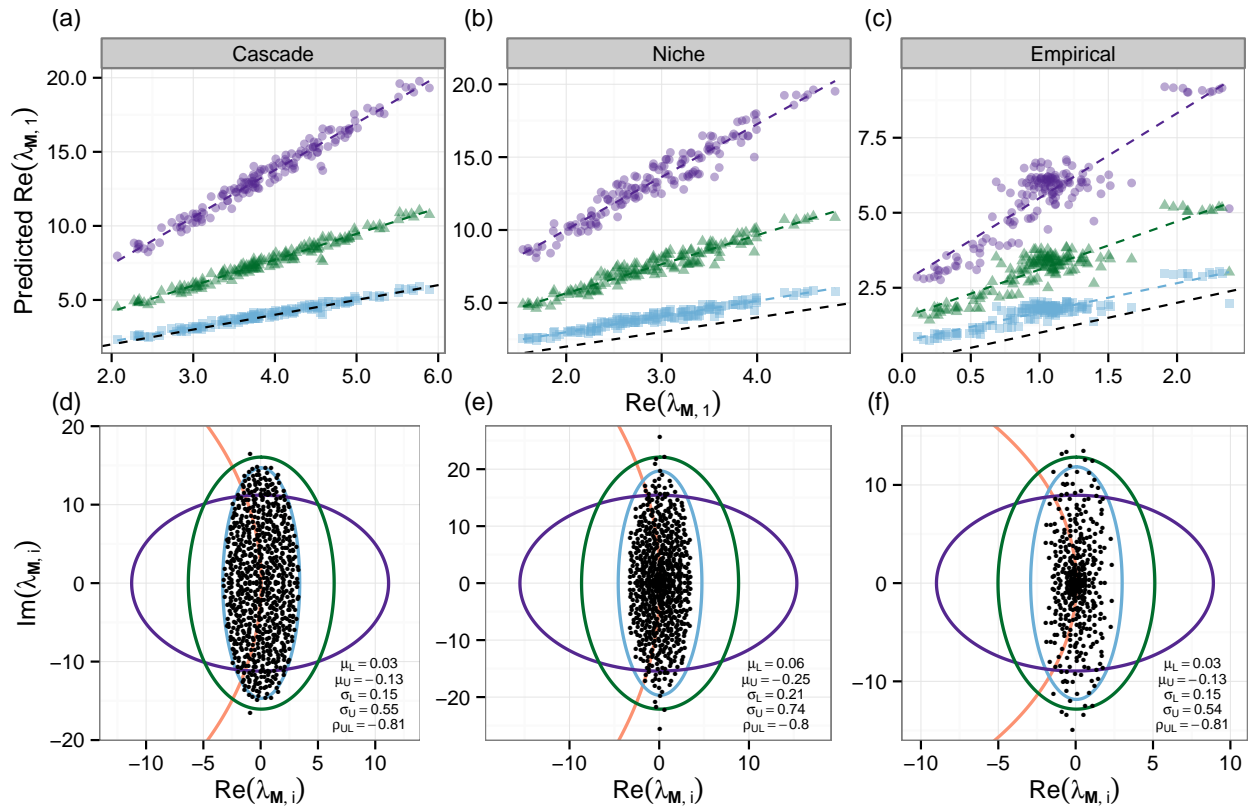 (a) (b) (c)
Cascade Niche Empirical
Predicted Re(λM, 1)
20.0 15.0 10.0 5.0
20.0 15.0 10.0 5.0
7.5 5.0 2.5
2.0 3.0 4.0 5.0 6.0
2.0 3.0 4.0
0.0 0.5 1.0 1.5 2.0
Re(λM, 1)
(d) (e) (f)
Im(λM, i)
20 10 0 −10 −20
μL = 0.03
μU = −0.13
σL = 0.15
σU = 0.55
ρUL = −0.81
−10 −5 0 5 10
Re(λM, i)
20 10 0 −10 −20
μL = 0.06
μU = −0.25
σL = 0.21
σU = 0.74
ρUL = −0.8
−10 0 10
Re(λM, i)
10 0 −10
μL = 0.03
μU = −0.13
σL = 0.15
σU = 0.54
ρUL = −0.81
−10 −5 0 5 10
Re(λM, i)